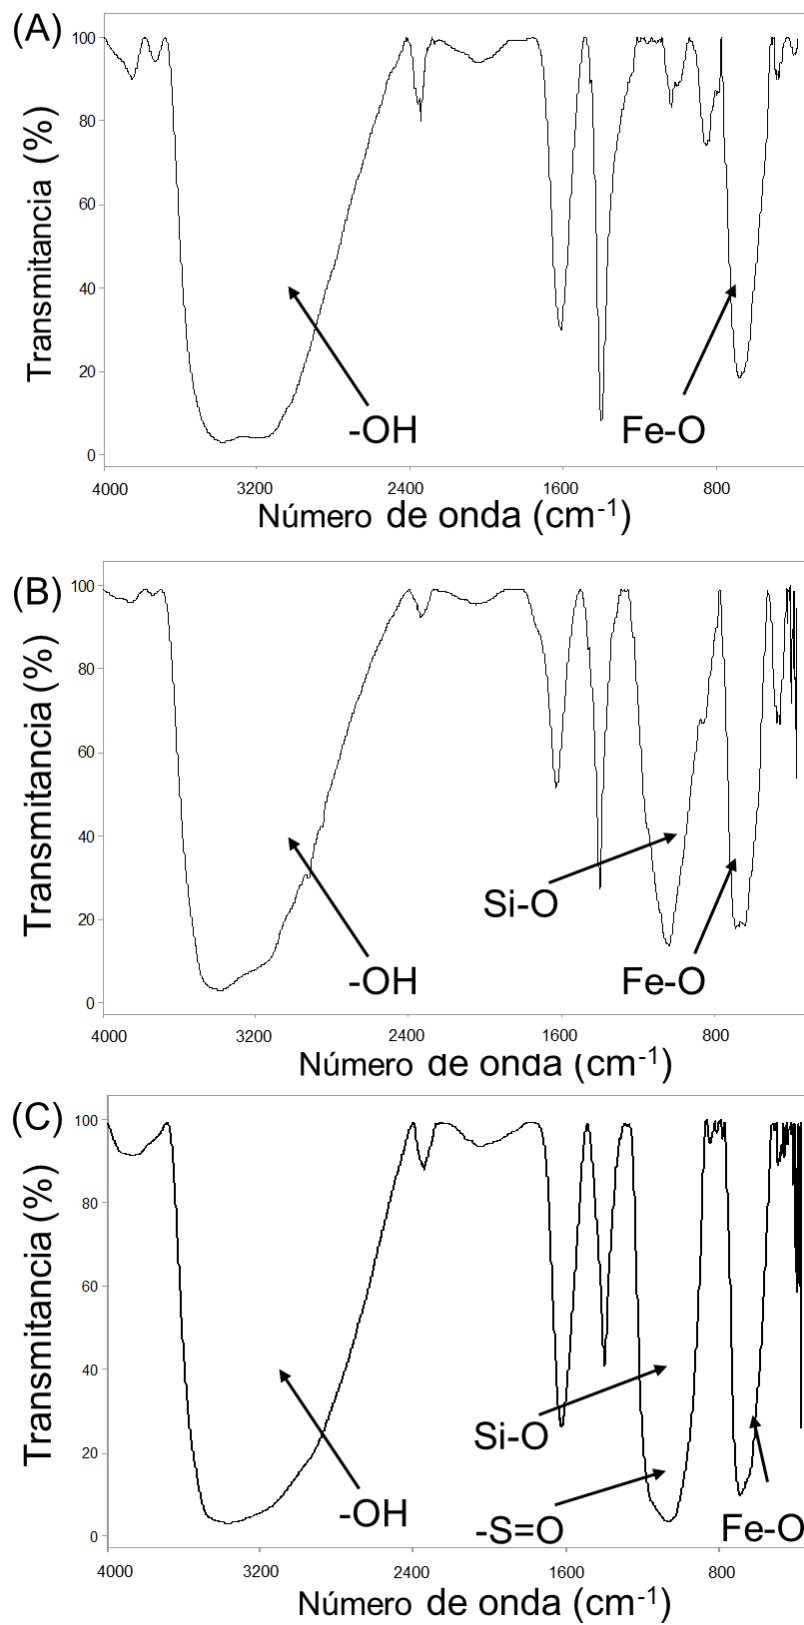 (A)
Transmitancia (%)
100
80
60
40
20
0
-OH
Fe-O
4000
3200
2400
1600
800
Número de onda (cm-1)
(B)
Transmitancia (%)
100
80
60
40
20
0
Si-O
-OH
Fe-O
4000
3200
2400
1600
800
Número de onda (cm-1)
(C)
Transmitancia (%)
100
80
60
40
20
0
Si-O
-OH
-S=O
Fe-O
4000
3200
2400
1600
800
Número de onda (cm-1)